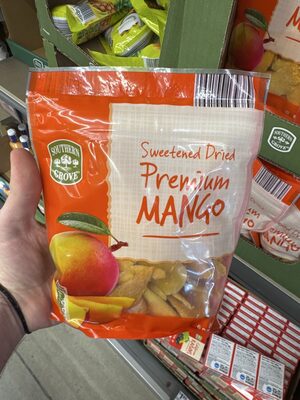 SOUTHERN
GROVE
Sweetened Dried
Premium
MANGO